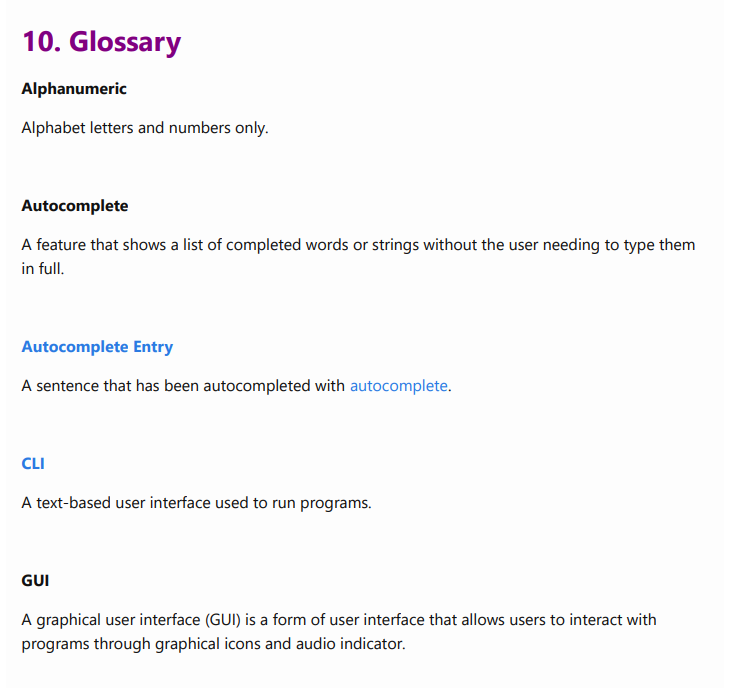 10. Glossary
Alphanumeric
Alphabet letters and numbers only.
Autocomplete
A feature that shows a list of completed words or strings without the user needing to type them
in full.
Autocomplete Entry
A sentence that has been autocompleted with autocomplete.
CLI
A text-based user interface used to run programs.
GUI
A graphical user interface (GUI) is a form of user interface that allows users to interact with
programs through graphical icons and audio indicator.